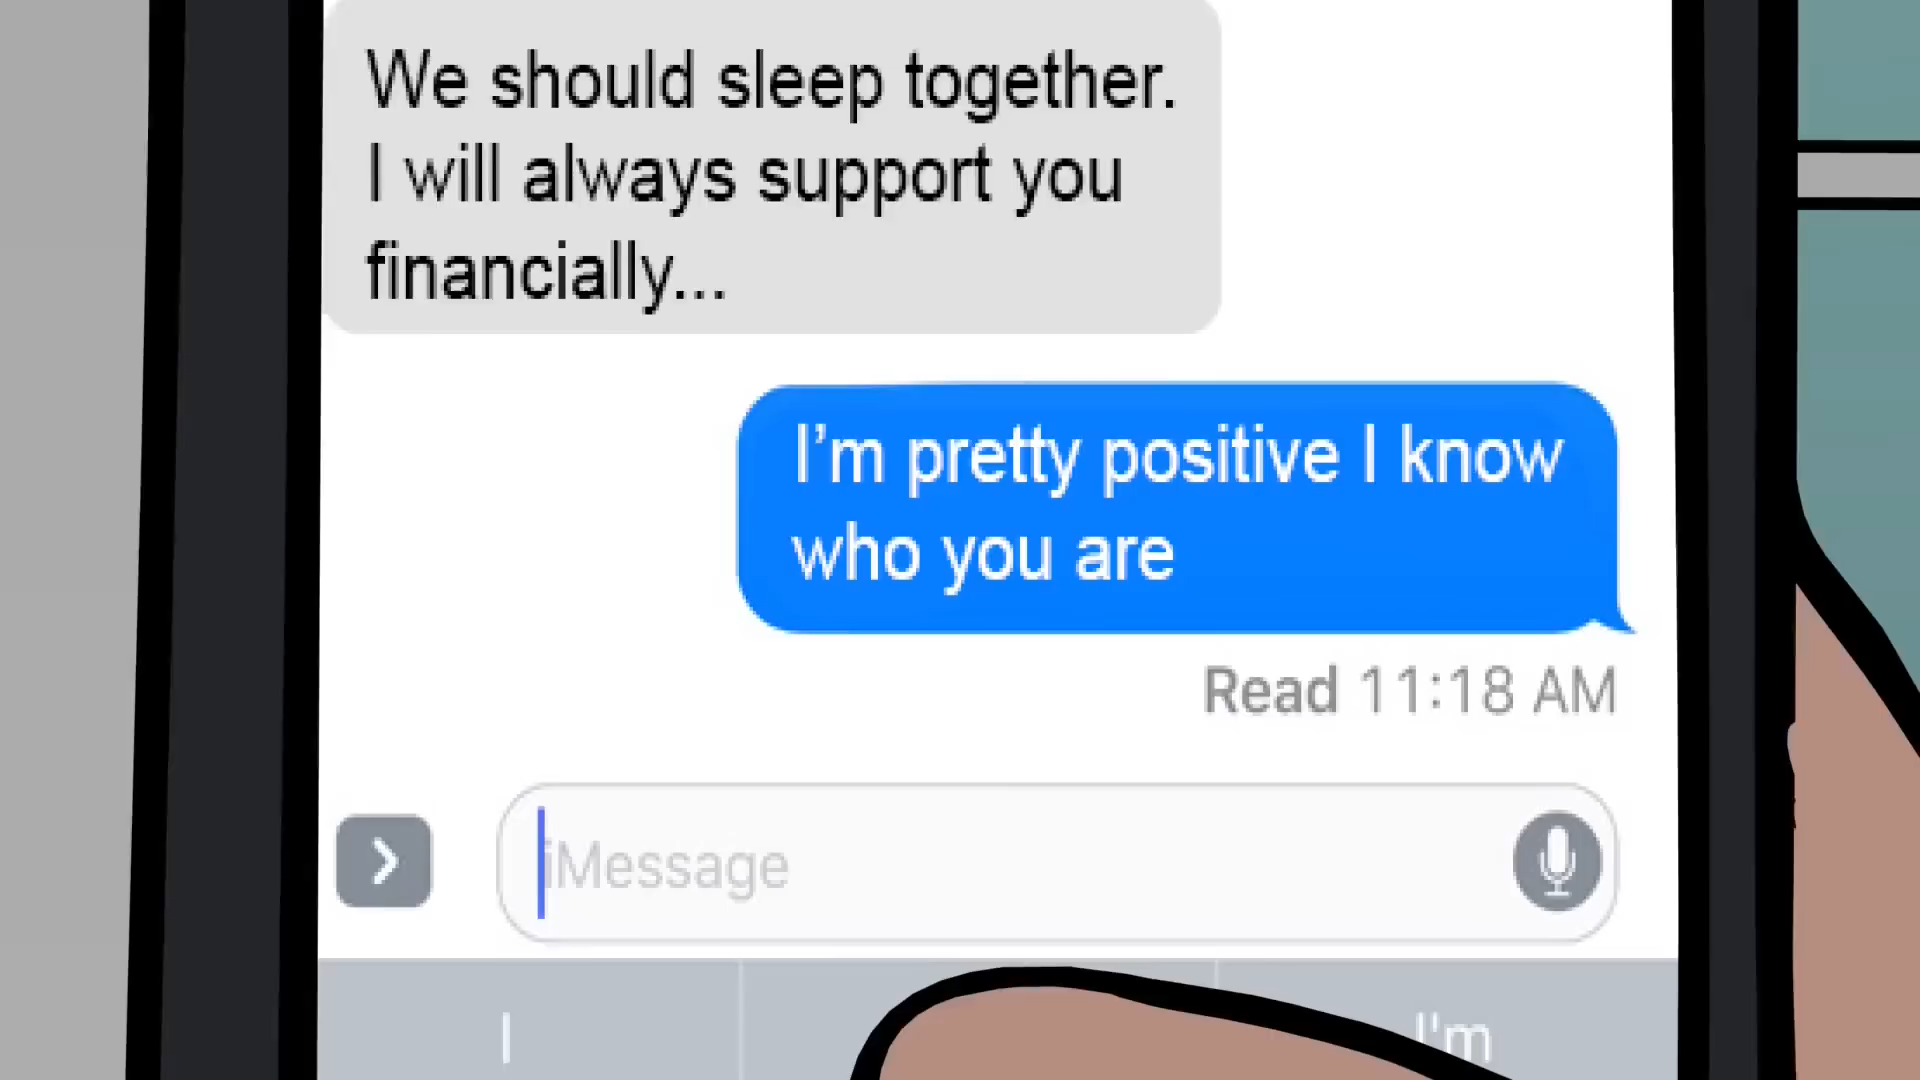 We should sleep together.
I will always support you
financially...
I’m pretty positive I know
who you are
Read 11:18 AM
iMessage
I
I'm